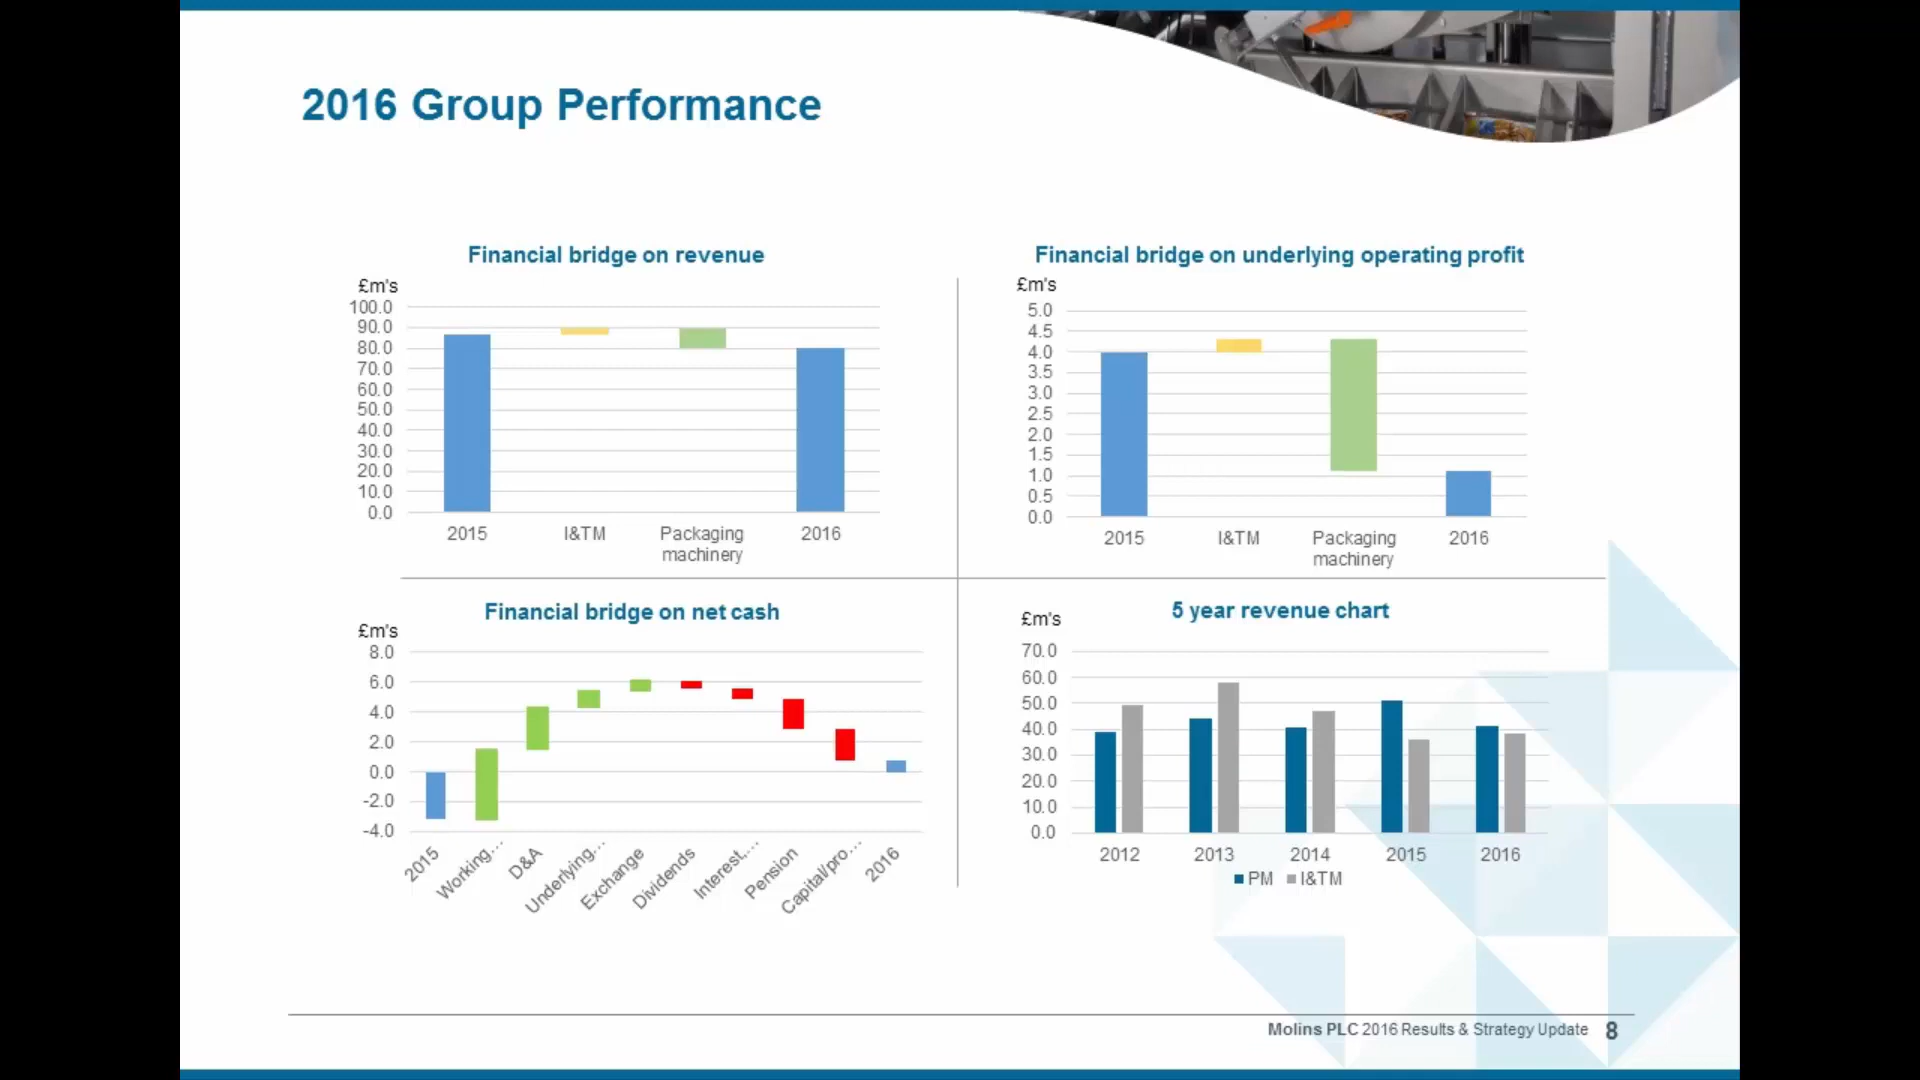 2016 Group Performance
Financial bridge on revenue
£m's
100.0
90.0
80.0
70.0
60.0
50.0
40.0
30.0
20.0
10.0
0.0
2015
I&TM
Packaging
machinery
2016
Financial bridge on underlying operating profit
£m's
5.0
4.5
4.0
3.5
3.0
2.5
2.0
1.5
1.0
0.5
0.0
2015
I&TM
Packaging
machinery
2016
Financial bridge on net cash
£m's
8.0
6.0
4.0
2.0
0.0
-2.0
-4.0
2015
Working...
D&A
Underlying...
Exchange
Dividends
Interest,...
Pension
Capital/pro...
2016
5 year revenue chart
£m's
70.0
60.0
50.0
40.0
30.0
20.0
10.0
0.0
2012
2013
2014
2015
2016
PM
I&TM
Molins PLC 2016 Results & Strategy Update 8